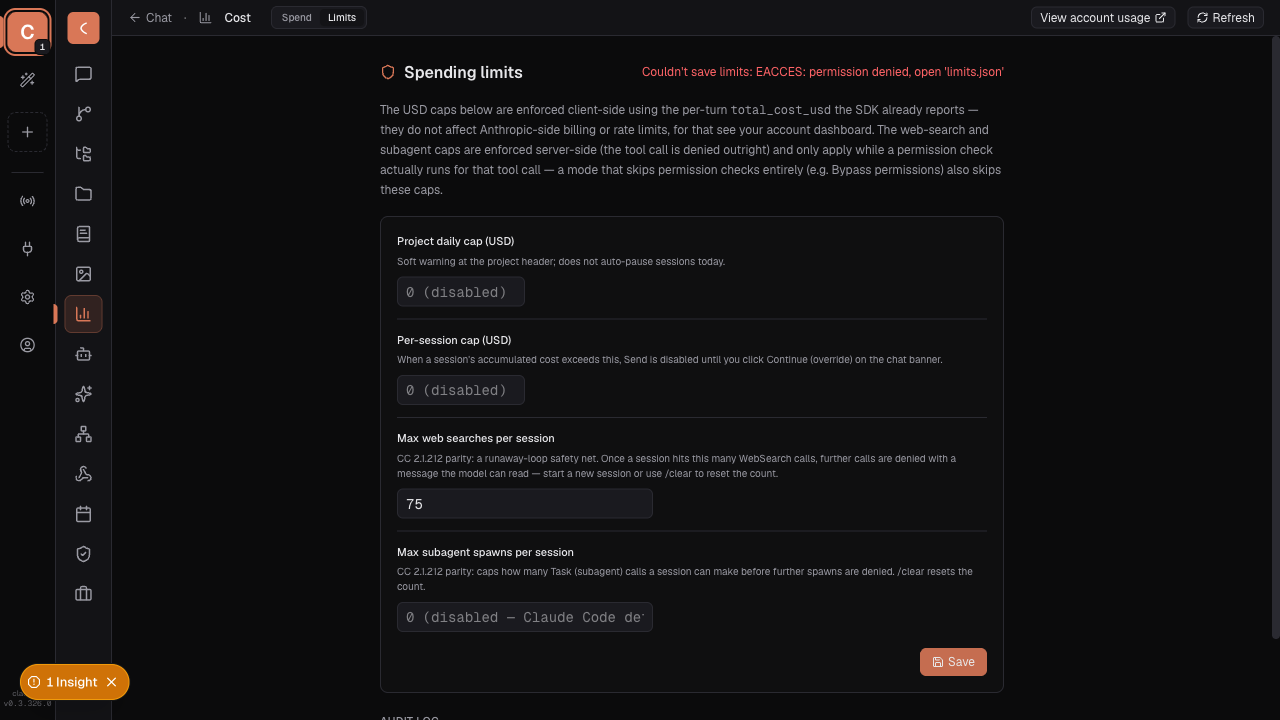 C
1
Chat
·
Cost
Spend
Limits
View account usage
Refresh
Spending limits
Couldn't save limits: EACCES: permission denied, open 'limits.json'
The USD caps below are enforced client-side using the per-turn total_cost_usd the SDK already reports —
they do not affect Anthropic-side billing or rate limits, for that see your account dashboard. The web-search and
subagent caps are enforced server-side (the tool call is denied outright) and only apply while a permission check
actually runs for that tool call — a mode that skips permission checks entirely (e.g. Bypass permissions) also skips
these caps.
Project daily cap (USD)
Soft warning at the project header; does not auto-pause sessions today.
0 (disabled)
Per-session cap (USD)
When a session's accumulated cost exceeds this, Send is disabled until you click Continue (override) on the chat banner.
0 (disabled)
Max web searches per session
CC 2.1.212 parity: a runaway-loop safety net. Once a session hits this many WebSearch calls, further calls are denied with a
message the model can read — start a new session or use /clear to reset the count.
75
Max subagent spawns per session
CC 2.1.212 parity: caps how many Task (subagent) calls a session can make before further spawns are denied. /clear resets the
count.
0 (disabled — Claude Code de
Save
1 Insight
v0.3.326.0
AUDIT LOG